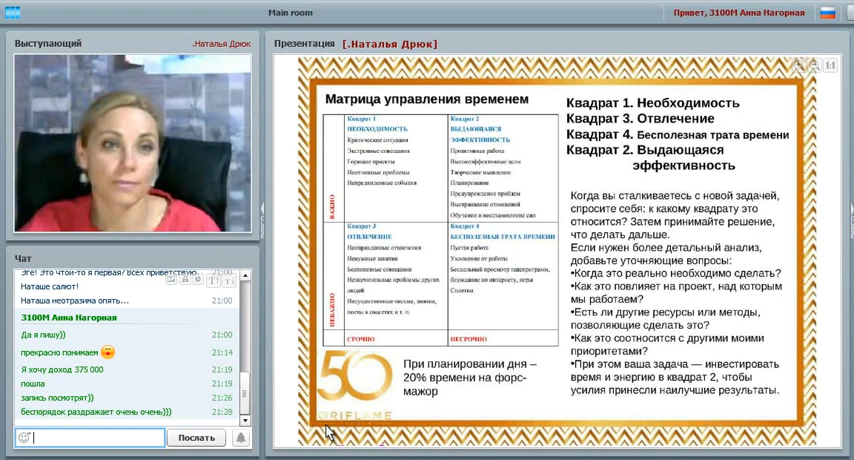 Main room
Привет, 3100M Анна Нагорная
Выступающий
.Наталья Дрюк
Чат
Эге! Это чтой-то я первая? Всех приветствую. 21:00
Наташе салют!
Наташа неотразима опять... 21:00
3100M Анна Нагорная
Да я пишу)) 21:00
прекрасно понимаем 21:14
Я хочу доход 375 000 21:19
пошла 21:19
запись посмотрят)) 21:26
беспорядок раздражает очень очень))) 21:28
Послать
Презентация [.Наталья Дрюк]
1:1
Матрица управления временем
ВАЖНО
Квадрат 1
НЕОБХОДИМОСТЬ
Критические ситуации
Экстренные совещания
Горящие проекты
Неотложные проблемы
Непредвиденные события
Квадрат 2
ВЫДАЮЩАЯСЯ
ЭФФЕКТИВНОСТЬ
Проактивная работа
Высокоэффективные цели
Творческое мышление
Планирование
Предупреждение проблем
Выстраивание отношений
Обучение и восстановление сил
НЕВАЖНО
Квадрат 3
ОТВЛЕЧЕНИЕ
Неоправданные отвлечения
Ненужные занятия
Бесполезные совещания
Незначительные проблемы других
людей
Несущественные письма, звонки,
посты в соцсетях и т. п.
Квадрат 4
БЕСПОЛЕЗНАЯ ТРАТА ВРЕМЕНИ
Пустая работа
Уклонение от работы
Бесцельный просмотр телепрограмм,
блуждание по интернету, игры
Сплетни
СРОЧНО
НЕСРОЧНО
50
ORIFLAME
При планировании дня –
20% времени на форс-
мажор
Квадрат 1. Необходимость
Квадрат 3. Отвлечение
Квадрат 4. Бесполезная трата времени
Квадрат 2. Выдающаяся
эффективность
Когда вы сталкиваетесь с новой задачей,
спросите себя: к какому квадрату это
относится? Затем принимайте решение,
что делать дальше.
Если нужен более детальный анализ,
добавьте уточняющие вопросы:
•Когда это реально необходимо сделать?
•Как это повлияет на проект, над которым
мы работаем?
•Есть ли другие ресурсы или методы,
позволяющие сделать это?
•Как это соотносится с другими моими
приоритетами?
•При этом ваша задача — инвестировать
время и энергию в квадрат 2, чтобы
усилия принесли наилучшие результаты.